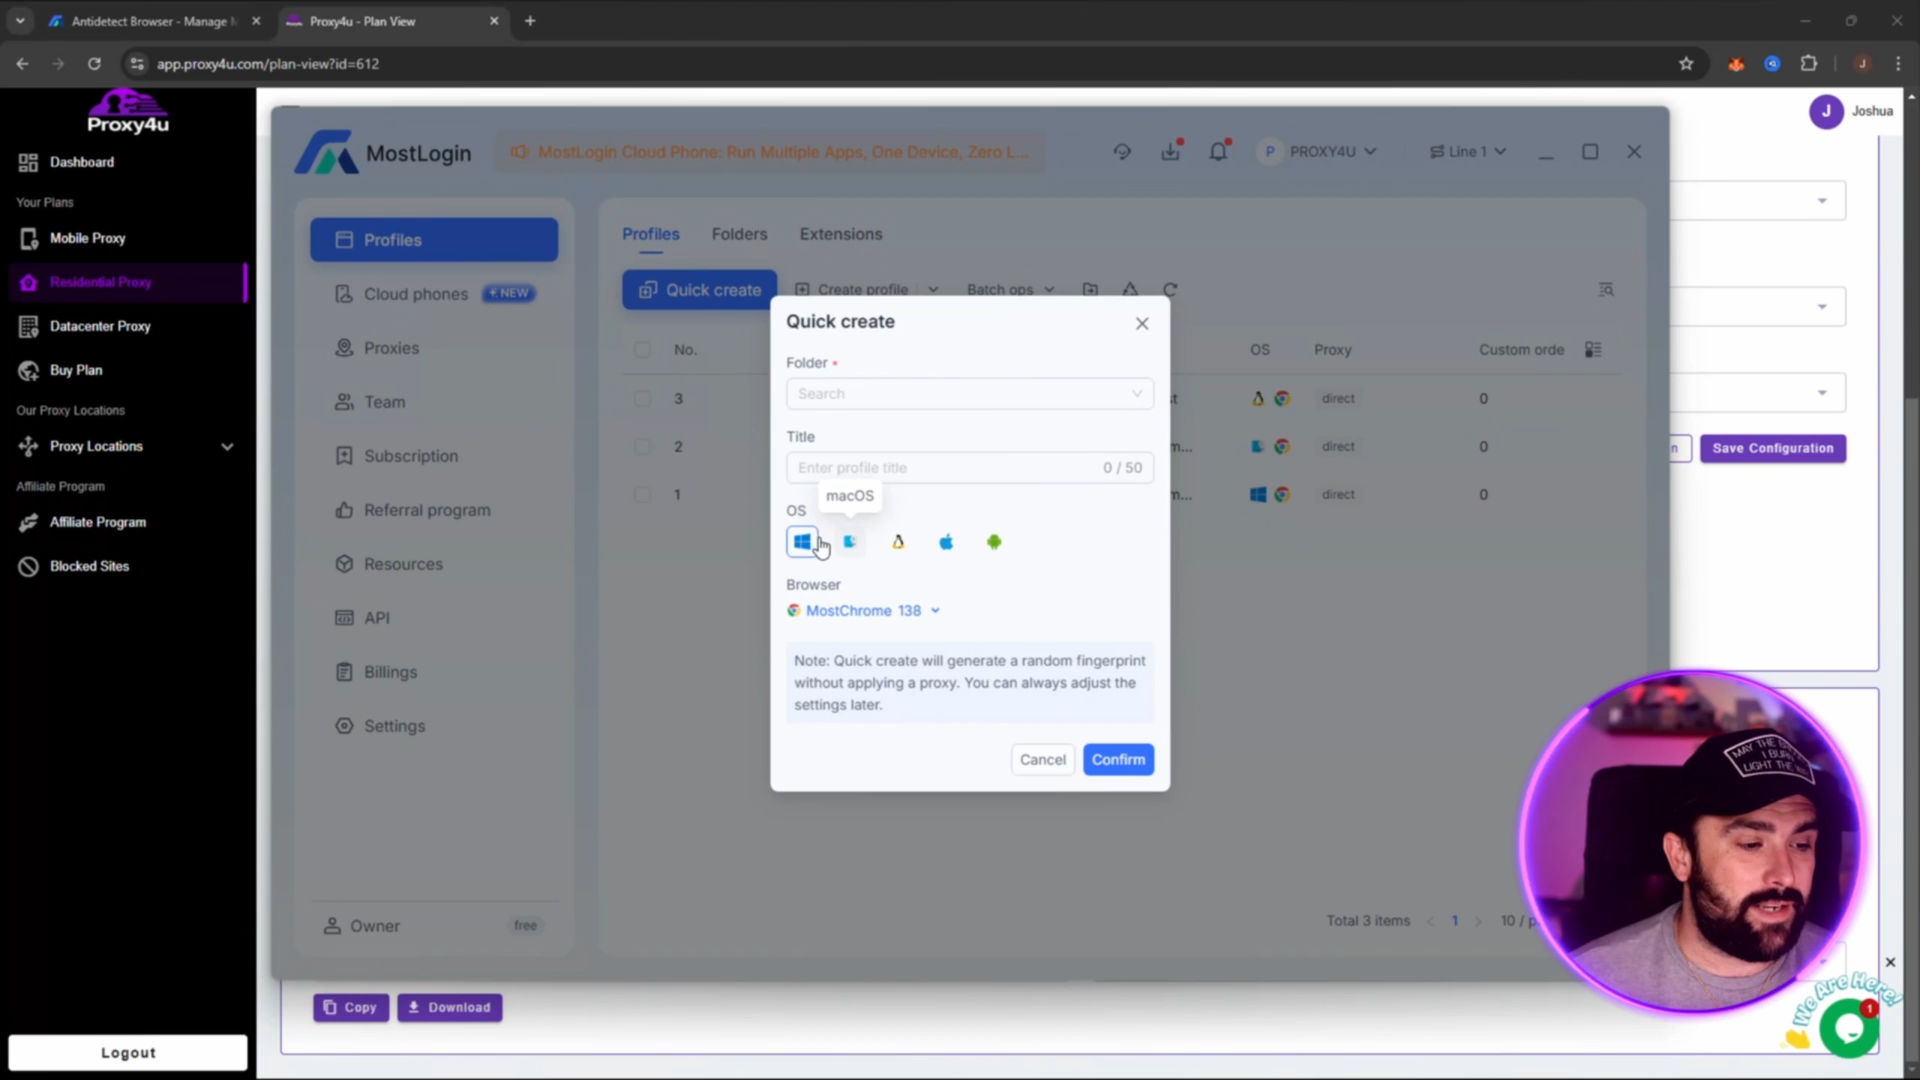 Antidetect Browser - Manage M
Proxy4u - Plan View
app.proxy4u.com/plan-view?id=612
J
Proxy4u
Dashboard
Your Plans
Mobile Proxy
Residential Proxy
Datacenter Proxy
Buy Plan
Our Proxy Locations
Proxy Locations
Affiliate Program
Affiliate Program
Blocked Sites
Logout
J Joshua
MostLogin
MostLogin Cloud Phone: Run Multiple Apps, One Device, Zero L...
P PROXY4U
Line 1
Profiles
Cloud phones NEW
Proxies
Team
Subscription
Referral program
Resources
API
Billings
Settings
Owner free
Profiles Folders Extensions
Quick create
Create profile
Batch ops
No. OS Proxy Custom orde
3 t direct 0
2 m... direct 0
1 m... direct 0
Total 3 items < 1 > 10 / p
Quick create
Folder *
Search
Title
Enter profile title 0 / 50
macOS
OS
Browser
MostChrome 138
Note: Quick create will generate a random fingerprint
without applying a proxy. You can always adjust the
settings later.
Cancel Confirm
n
Save Configuration
Copy
Download
MAY THE
I BURN
LIGHT THE
We Are Here!
1